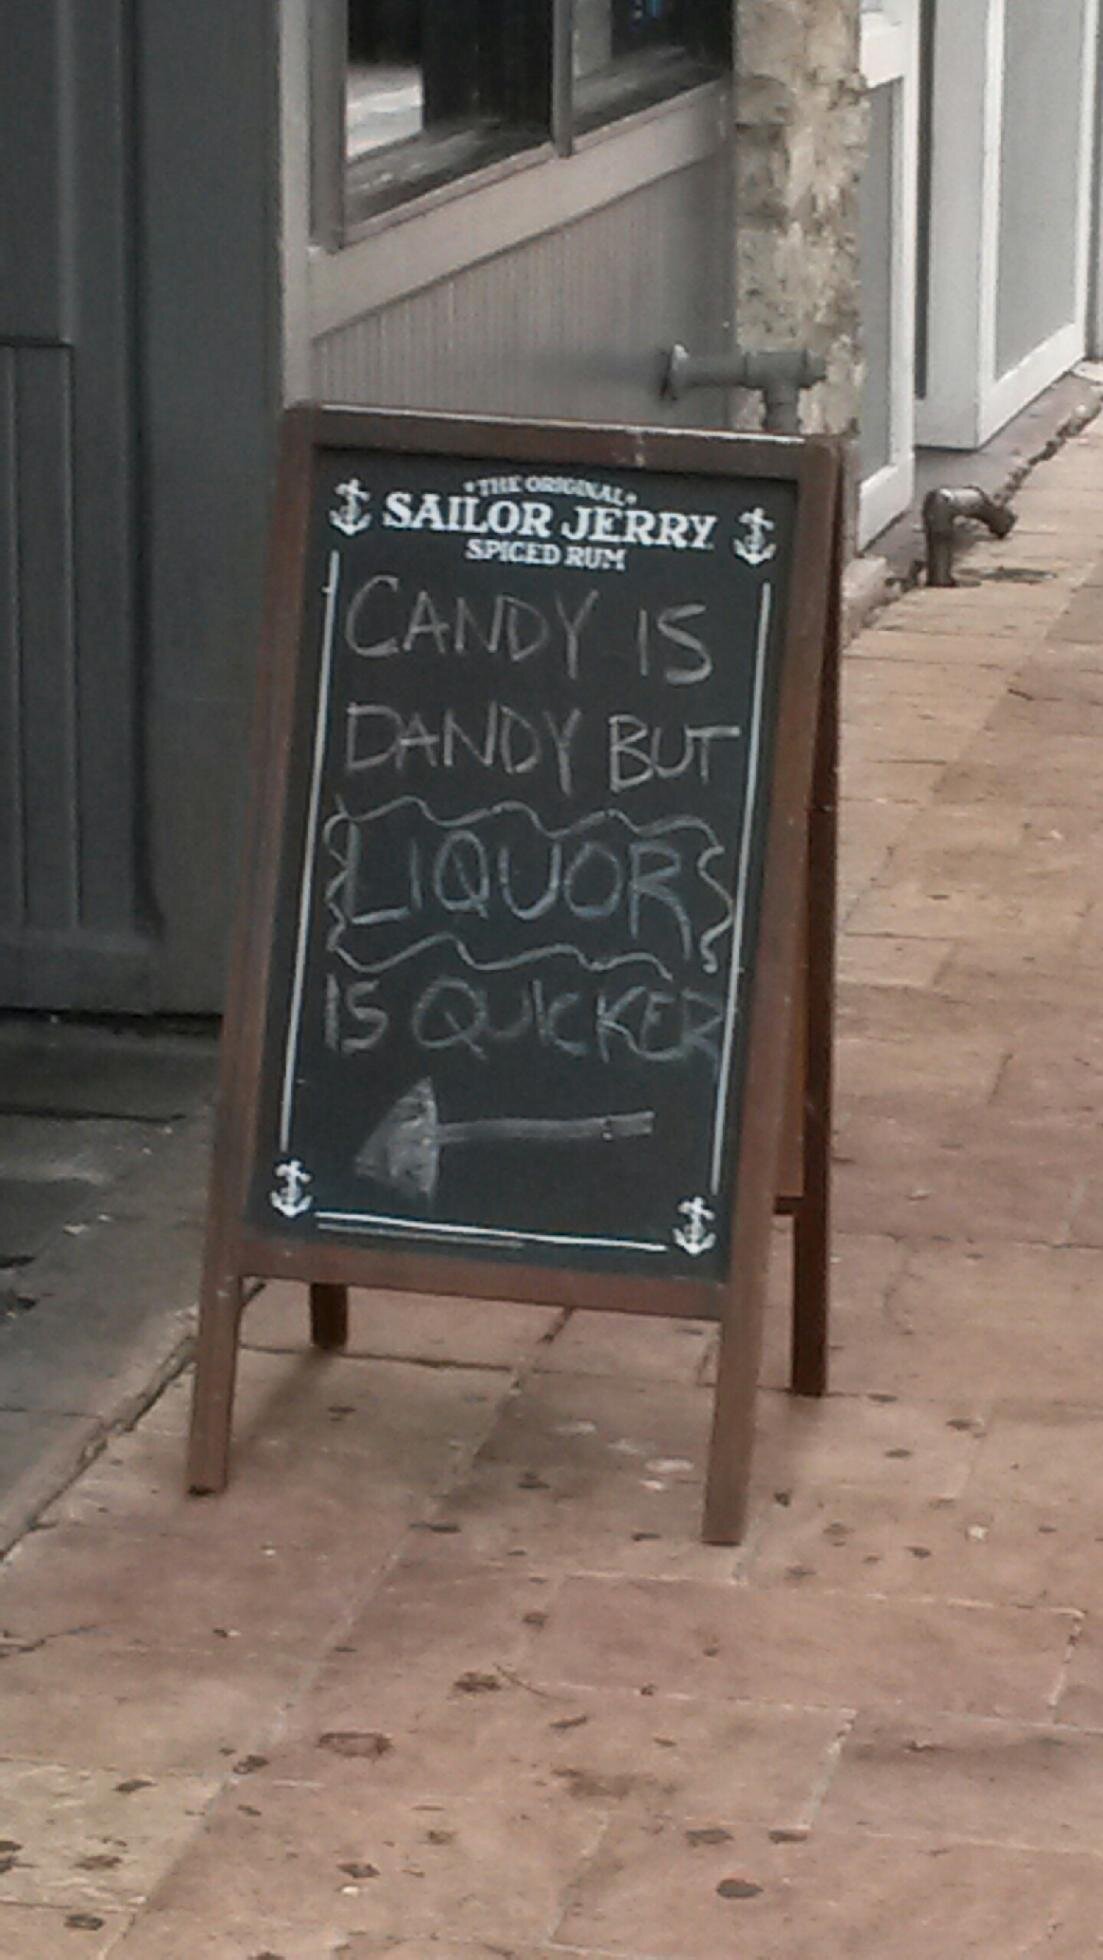 *THE ORIGINAL*
SAILOR JERRY
SPICED RUM
CANDY IS
DANDY BUT
LIQUOR
IS QUICKER